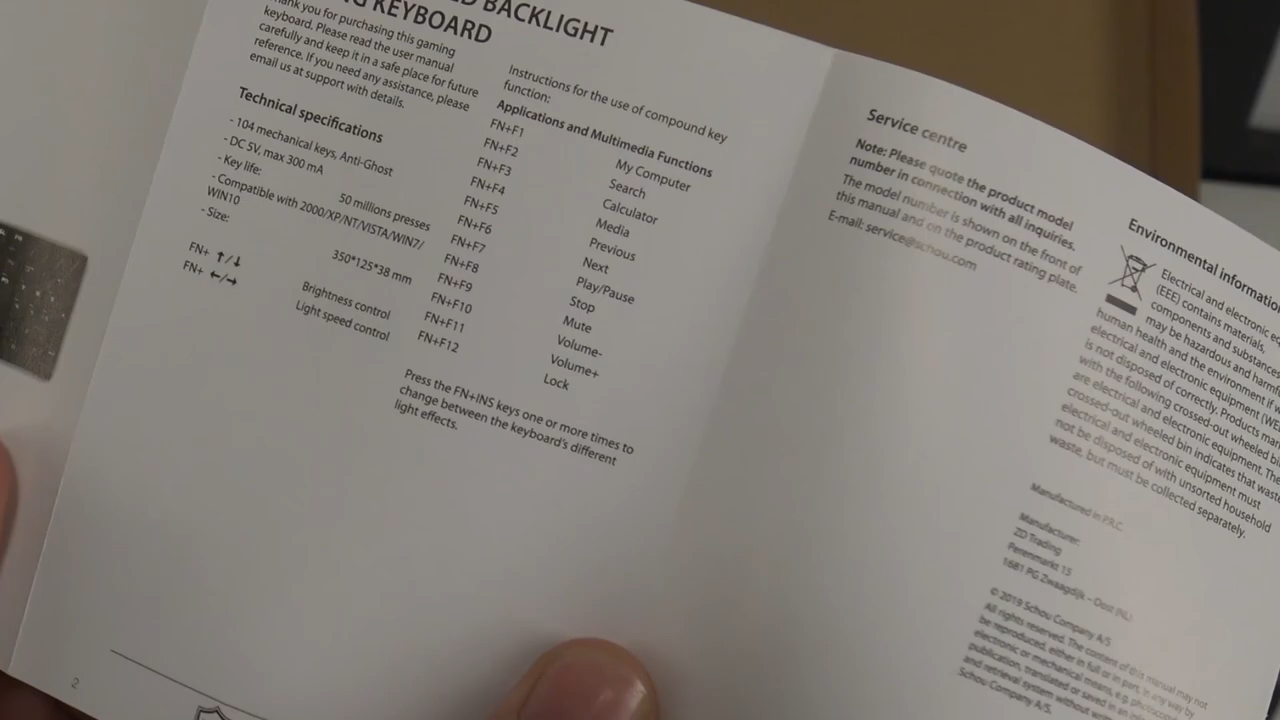 D BACKLIGHT
G KEYBOARD
hank you for purchasing this gaming
keyboard. Please read the user manual
carefully and keep it in a safe place for future
reference. If you need any assistance, please
email us at support with details.
Technical specifications
- 104 mechanical keys, Anti-Ghost
- DC 5V, max 300 mA
- Key life: 50 millions presses
- Compatible with 2000/XP/NT/VISTA/WIN7/
WIN10
- Size: 350*125*38 mm
FN+ ↑/↓ Brightness control
FN+ ←/→ Light speed control
Instructions for the use of compound key
function:
Applications and Multimedia Functions
FN+F1 My Computer
FN+F2 Search
FN+F3 Calculator
FN+F4 Media
FN+F5 Previous
FN+F6 Next
FN+F7 Play/Pause
FN+F8 Stop
FN+F9 Mute
FN+F10 Volume-
FN+F11 Volume+
FN+F12 Lock
Press the FN+INS keys one or more times to
change between the keyboard's different
light effects.
2
Service centre
Note: Please quote the product model
number in connection with all inquiries.
The model number is shown on the front of
this manual and on the product rating plate.
E-mail: service@schou.com
Environmental informatio
Electrical and electronic eq
(EEE) contains materials,
components and substances
may be hazardous and harmf
human health and the environment if w
electrical and electronic equipment (WE
is not disposed of correctly. Products mar
with the following crossed-out wheeled bi
are electrical and electronic equipment. The
crossed-out wheeled bin indicates that wast
electrical and electronic equipment must
not be disposed of with unsorted household
waste, but must be collected separately.
Manufactured in P.R.C.
Manufacturer:
ZD Trading
Perenmarkt 15
1681 PG Zwaagdijk – Oost (NL)
© 2019 Schou Company A/S
All rights reserved. The content of this manual may not
be reproduced, either in full or in part, in any way by
electronic or mechanical means, e.g. photocop
publication, translated or saved in an
and retrieval system without w
Schou Company A/S.